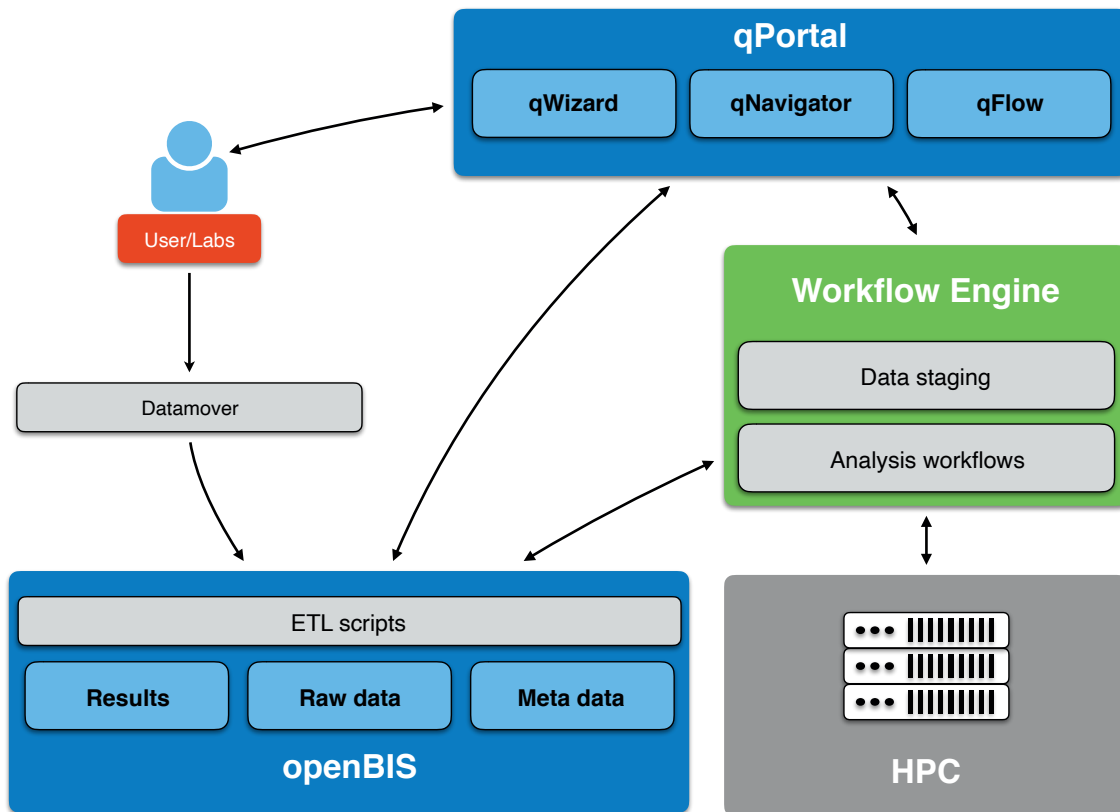 qPortal
qWizard
qNavigator
qFlow
User/Labs
Workflow Engine
Data staging
Datamover
Analysis workflows
ETL scripts
Results
Raw data
Meta data
openBIS
HPC